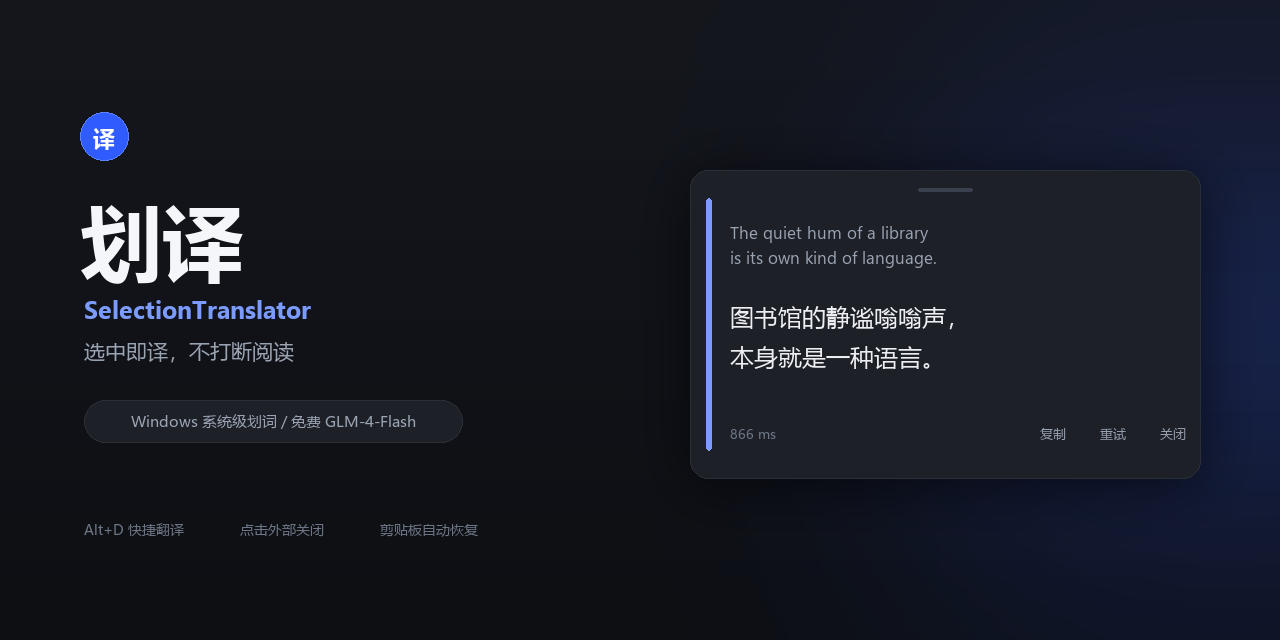 译
划译
SelectionTranslator
选中即译，不打断阅读
Windows 系统级划词 / 免费 GLM-4-Flash
Alt+D 快捷翻译 点击外部关闭 剪贴板自动恢复
The quiet hum of a library
is its own kind of language.
图书馆的静谧嗡嗡声，
本身就是一种语言。
866 ms 复制 重试 关闭